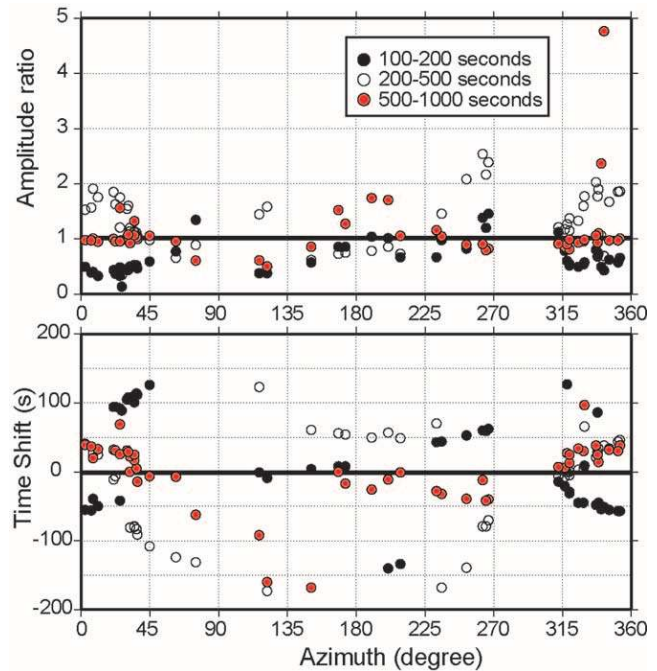 5
4
3
2
1
0
Amplitude ratio
100-200 seconds
200-500 seconds
500-1000 seconds
0 45 90 135 180 225 270 315 360
200
100
0
-100
-200
Time Shift (s)
0 45 90 135 180 225 270 315 360
Azimuth (degree)